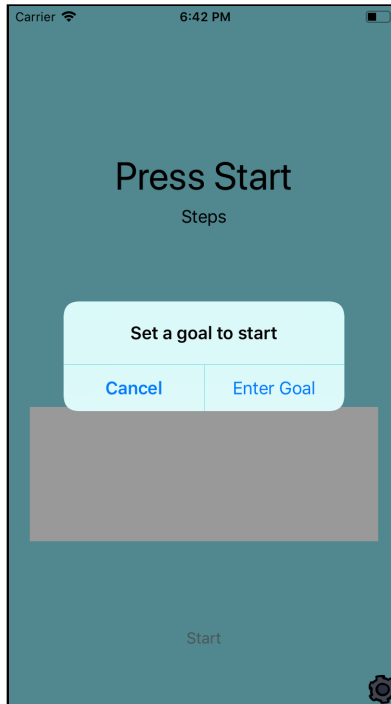 Carrier 6:42 PM
Press Start
Steps
Set a goal to start
Cancel Enter Goal
Start